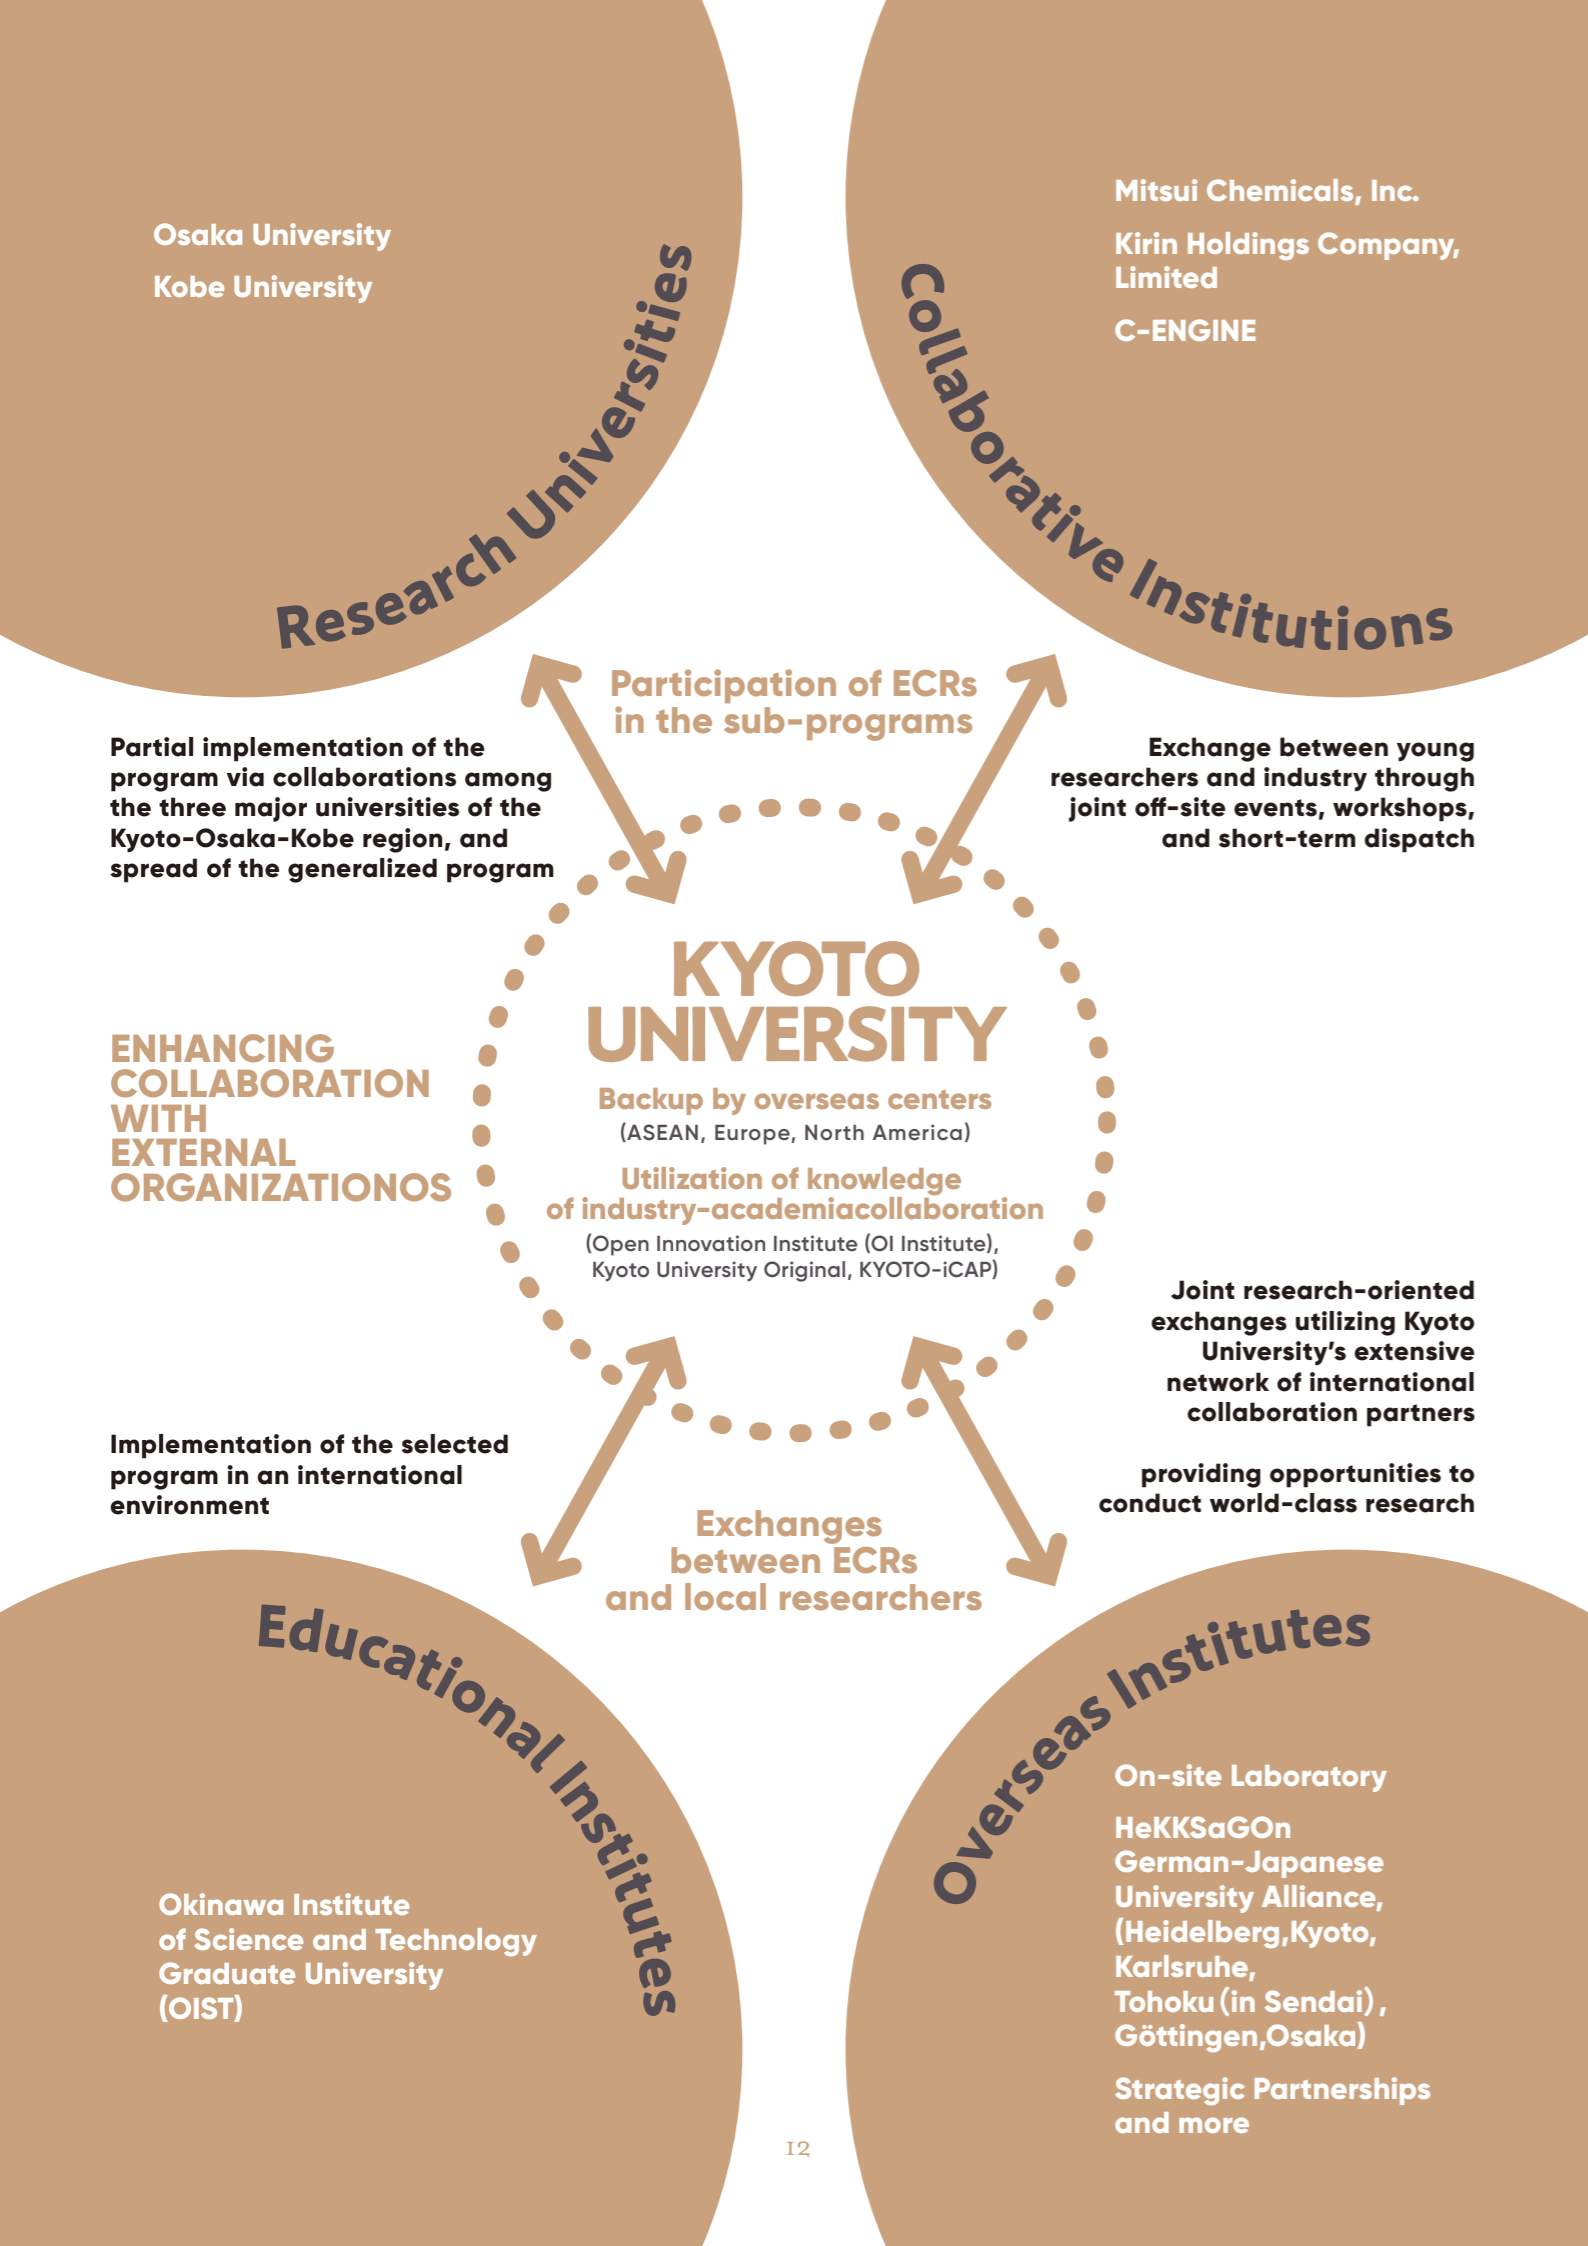 Osaka University
Kobe University
Research Universities
Mitsui Chemicals, Inc.
Kirin Holdings Company,
Limited
C-ENGINE
Collaborative Institutions
Participation of ECRs
in the sub-programs
Partial implementation of the
program via collaborations among
the three major universities of the
Kyoto-Osaka-Kobe region, and
spread of the generalized program
Exchange between young
researchers and industry through
joint off-site events, workshops,
and short-term dispatch
ENHANCING
COLLABORATION
WITH
EXTERNAL
ORGANIZATIONOS
KYOTO
UNIVERSITY
Backup by overseas centers
(ASEAN, Europe, North America)
Utilization of knowledge
of industry-academiacollaboration
(Open Innovation Institute (OI Institute),
Kyoto University Original, KYOTO-iCAP)
Joint research-oriented
exchanges utilizing Kyoto
University's extensive
network of international
collaboration partners
providing opportunities to
conduct world-class research
Implementation of the selected
program in an international
environment
Exchanges
between ECRs
and local researchers
Educational Institutes
Okinawa Institute
of Science and Technology
Graduate University
(OIST)
Overseas Institutes
On-site Laboratory
HeKKSaGOn
German-Japanese
University Alliance,
(Heidelberg,Kyoto,
Karlsruhe,
Tohoku (in Sendai) ,
Göttingen,Osaka)
Strategic Partnerships
and more
12